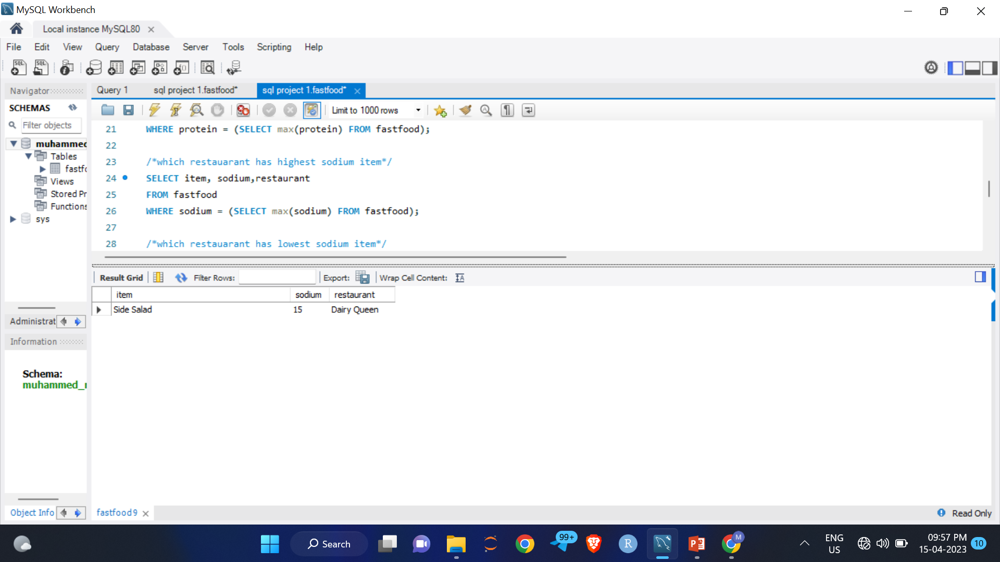 MySQL Workbench
Local instance MySQL80
File Edit View Query Database Server Tools Scripting Help
Navigator
SCHEMAS
Filter objects
muhammed
Tables
fastfo
Views
Stored Pr
Functions
sys
Administrat
Information
Schema:
muhammed_
Object Info
Query 1 sql project 1.fastfood* sql project 1.fastfood*
Limit to 1000 rows
21 WHERE protein = (SELECT max(protein) FROM fastfood);
22
23 /*which restauarant has highest sodium item*/
24 SELECT item, sodium,restaurant
25 FROM fastfood
26 WHERE sodium = (SELECT max(sodium) FROM fastfood);
27
28 /*which restauarant has lowest sodium item*/
Result Grid Filter Rows: Export: Wrap Cell Content:
item sodium restaurant
Side Salad 15 Dairy Queen
fastfood 9
Read Only
Search
99+
R
P
M
ENG
US
09:57 PM
15-04-2023
10